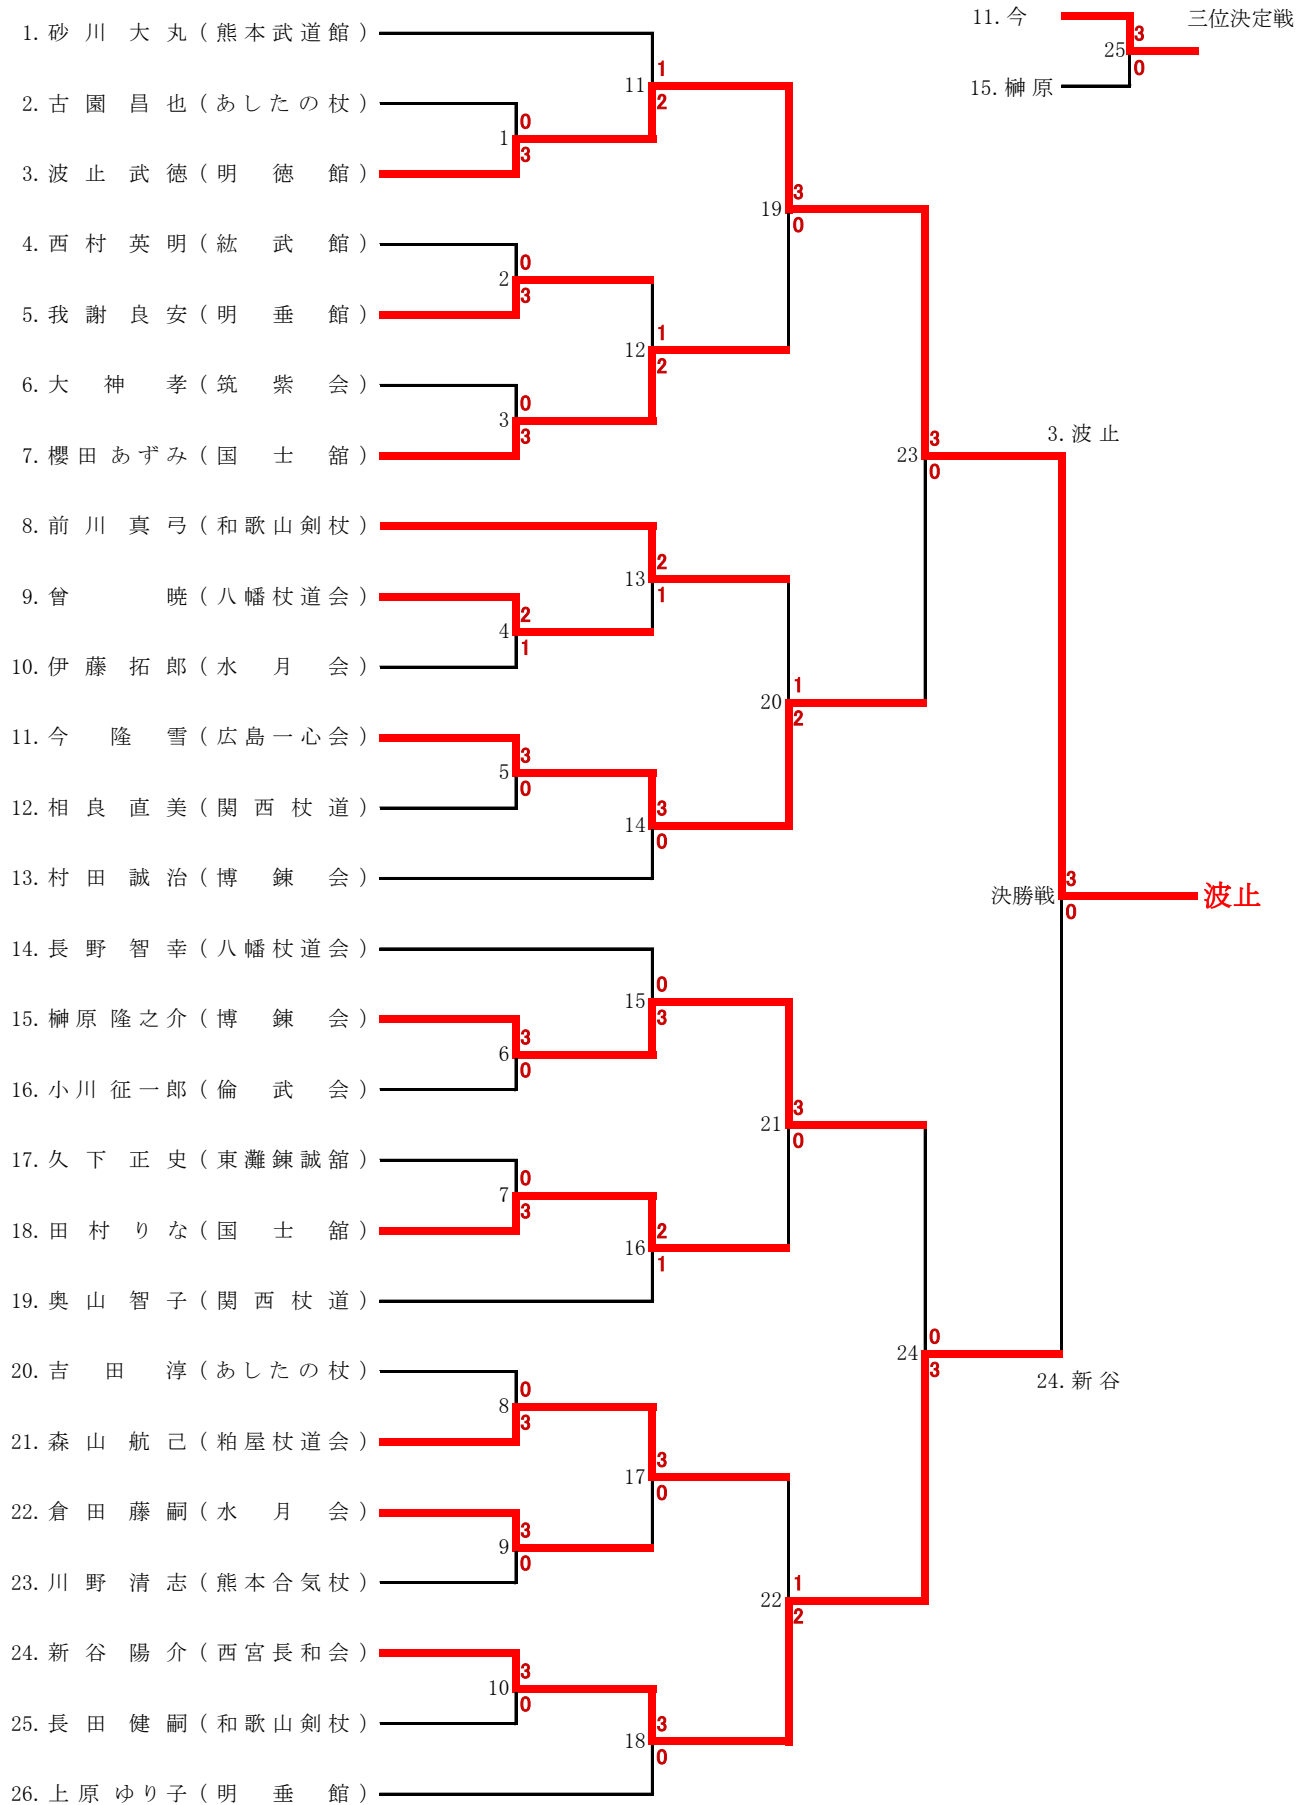 11. 今
三位決定戦
3
25
0
15. 榊原
1. 砂川 大丸 (熊本武道館)
1
11
2
2. 古園 昌也 (あしたの杖)
0
1
3
3. 波止 武徳 (明徳館)
3
19
0
4. 西村 英明 (紘武館)
0
2
3
5. 我謝 良安 (明垂館)
1
12
2
6. 大神 孝 (筑紫会)
0
3
3
7. 櫻田 あずみ (国士舘)
3. 波止
3
23
0
8. 前川 真弓 (和歌山剣杖)
2
13
1
9. 曾 暁 (八幡杖道会)
2
4
1
10. 伊藤 拓郎 (水月会)
1
20
2
11. 今 隆雪 (広島一心会)
3
5
0
12. 相良 直美 (関西杖道)
3
14
0
13. 村田 誠治 (博錬会)
3
決勝戦
0
波止
14. 長野 智幸 (八幡杖道会)
0
15
3
15. 榊原 隆之介 (博錬会)
3
6
0
16. 小川 征一郎 (倫武会)
3
21
0
17. 久下 正史 (東灘錬誠舘)
0
7
3
18. 田村 りな (国士舘)
2
16
1
19. 奥山 智子 (関西杖道)
0
24
3
24. 新谷
20. 吉田 淳 (あしたの杖)
0
8
3
21. 森山 航己 (粕屋杖道会)
3
17
0
22. 倉田 藤嗣 (水月会)
3
9
0
23. 川野 清志 (熊本合気杖)
1
22
2
24. 新谷 陽介 (西宮長和会)
3
10
0
25. 長田 健嗣 (和歌山剣杖)
3
18
0
26. 上原 ゆり子 (明垂館)